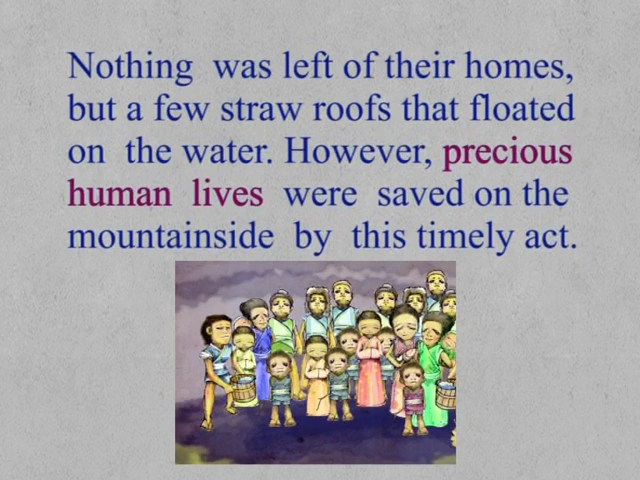 Nothing was left of their homes,
but a few straw roofs that floated
on the water. However, precious
human lives were saved on the
mountainside by this timely act.